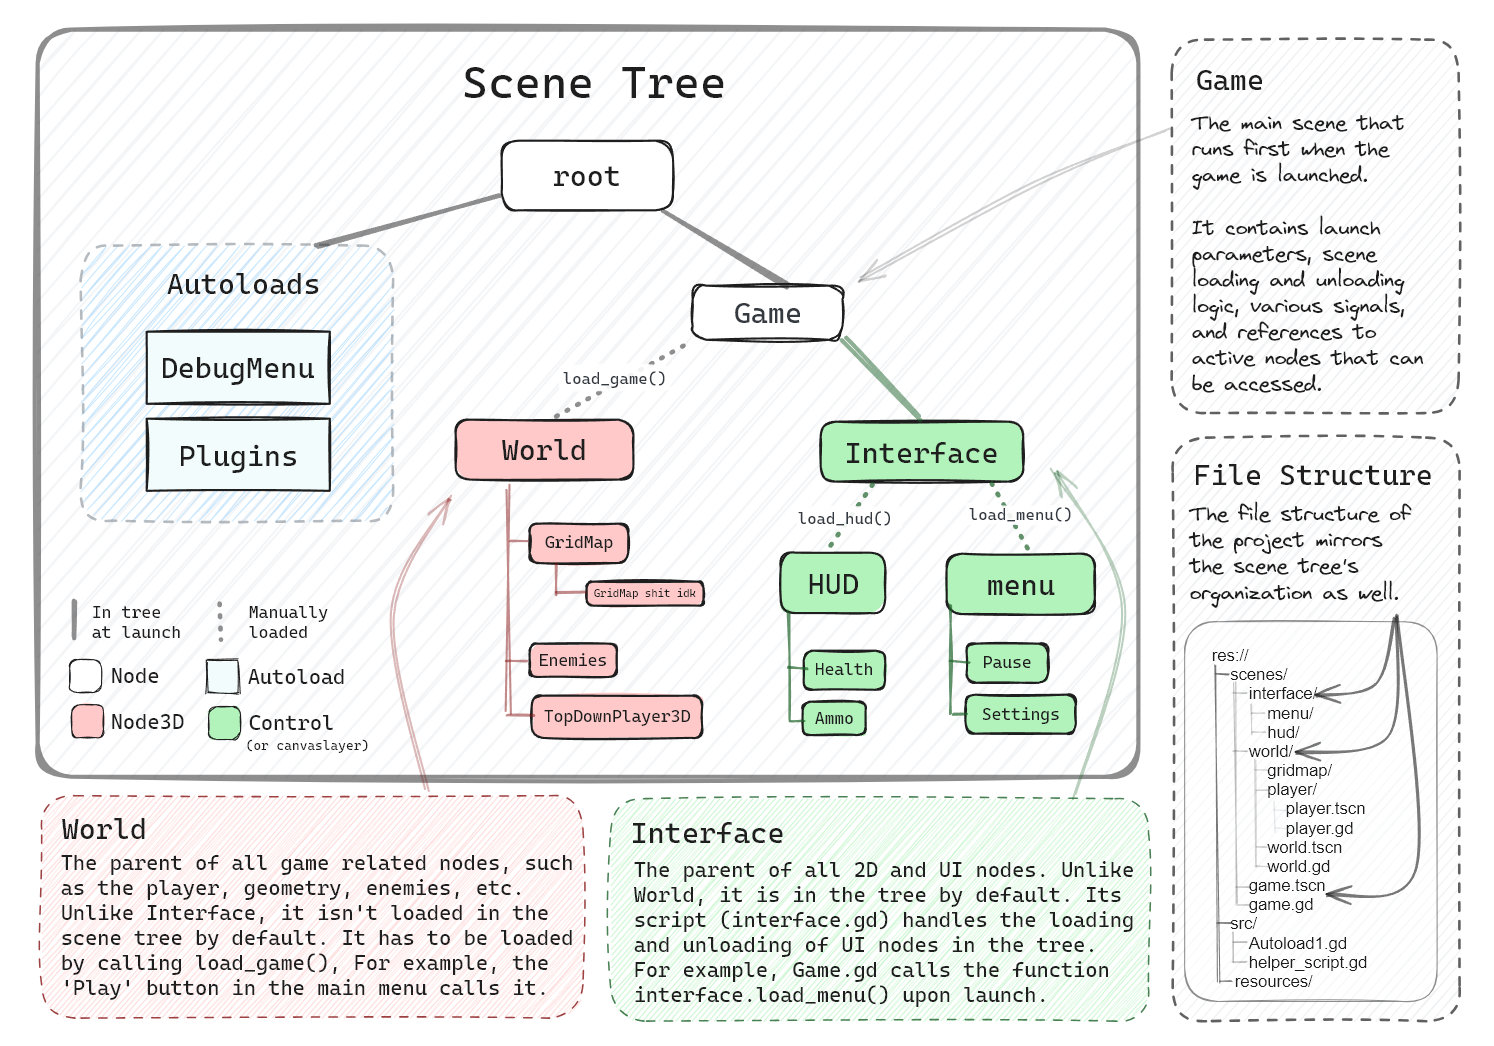 Scene Tree
root
Autoloads
DebugMenu
Plugins
Game
load_game()
World
Interface
GridMap
GridMap shit idk
Enemies
TopDownPlayer3D
load_hud()
load_menu()
HUD
menu
Health
Ammo
Pause
Settings
In tree
at launch
Manually
loaded
Node
Autoload
Node3D
Control
(or canvaslayer)
Game
The main scene that
runs first when the
game is launched.
It contains launch
parameters, scene
loading and unloading
logic, various signals,
and references to
active nodes that can
be accessed.
File Structure
The file structure of
the project mirrors
the scene tree's
organization as well.
res://
scenes/
interface/
menu/
hud/
world/
gridmap/
player/
player.tscn
player.gd
world.tscn
world.gd
game.tscn
game.gd
src/
Autoload1.gd
helper_script.gd
resources/
World
The parent of all game related nodes, such
as the player, geometry, enemies, etc.
Unlike Interface, it isn't loaded in the
scene tree by default. It has to be loaded
by calling load_game(), For example, the
'Play' button in the main menu calls it.
Interface
The parent of all 2D and UI nodes. Unlike
World, it is in the tree by default. Its
script (interface.gd) handles the loading
and unloading of UI nodes in the tree.
For example, Game.gd calls the function
interface.load_menu() upon launch.